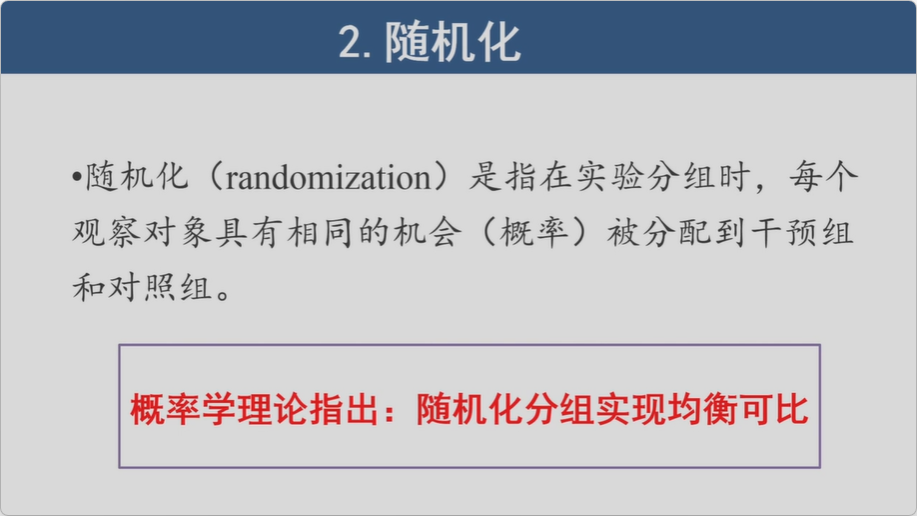 2.随机化
•随机化（randomization）是指在实验分组时，每个
观察对象具有相同的机会（概率）被分配到干预组
和对照组。
概率学理论指出：随机化分组实现均衡可比